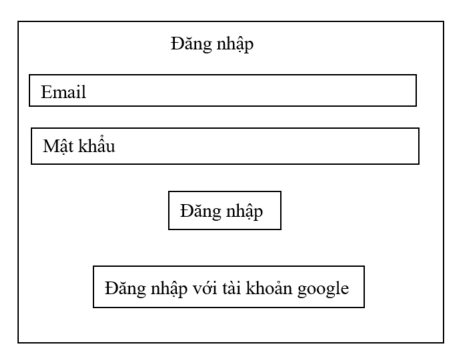 Đăng nhập
Email
Mật khẩu
Đăng nhập
Đăng nhập với tài khoản google